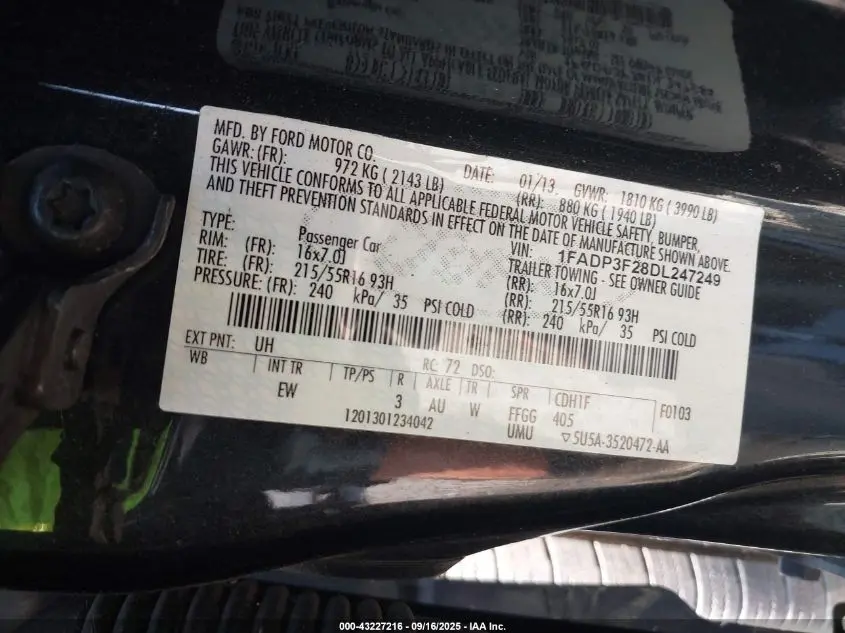 MFD. BY FORD MOTOR CO.
DATE: 01/13 GVWR: 1810 KG ( 3990 LB)
GAWR: (FR): 972 KG ( 2143 LB) (RR): 880 KG ( 1940 LB)
THIS VEHICLE CONFORMS TO ALL APPLICABLE FEDERAL MOTOR VEHICLE SAFETY, BUMPER,
AND THEFT PREVENTION STANDARDS IN EFFECT ON THE DATE OF MANUFACTURE SHOWN ABOVE.
VIN: 1FADP3F28DL247249
TYPE: Passenger Car TRAILER TOWING - SEE OWNER GUIDE
RIM: (FR): 16x7.0J (RR): 16x7.0J
TIRE: (FR): 215/55R16 93H (RR): 215/55R16 93H
PRESSURE: (FR): 240 kPa/ 35 PSI COLD (RR): 240 kPa/ 35 PSI COLD
EXT PNT: UH RC: 72 DSO:
WB INT TR TP/PS R AXLE TR SPR CDH1F F0103
EW 3 AU W FFGG 405
1201301234042 UMU ▽5U5A-3520472-AA
000-43227216 - 09/16/2025 - IAA Inc.